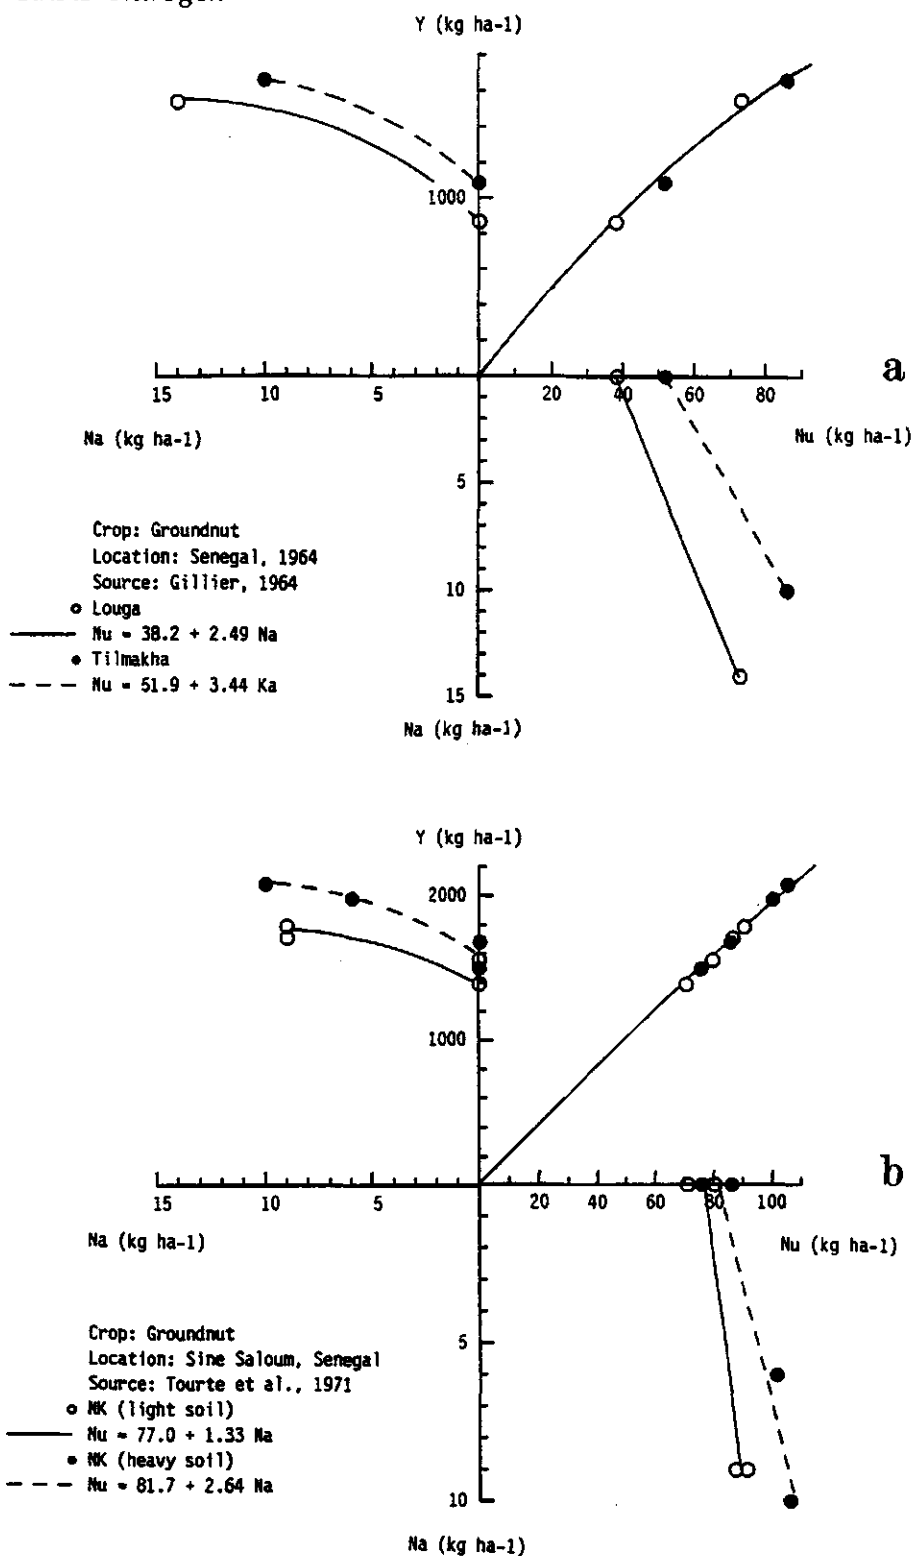 Y (kg ha-1)
1000
15 10 5 20 40 60 80
a
Na (kg ha-1)
Nu (kg ha-1)
5
Crop: Groundnut
Location: Senegal, 1964
Source: Gillier, 1964
Louga
10
Nu = 38.2 + 2.49 Na
Tilmakha
Nu = 51.9 + 3.44 Ka
15
Na (kg ha-1)
Y (kg ha-1)
2000
1000
b
15 10 5 20 40 60 80 100
Na (kg ha-1)
Nu (kg ha-1)
5
Crop: Groundnut
Location: Sine Saloum, Senegal
Source: Tourte et al., 1971
NK (light soil)
Nu = 77.0 + 1.33 Na
NK (heavy soil)
Nu = 81.7 + 2.64 Na
10
Na (kg ha-1)